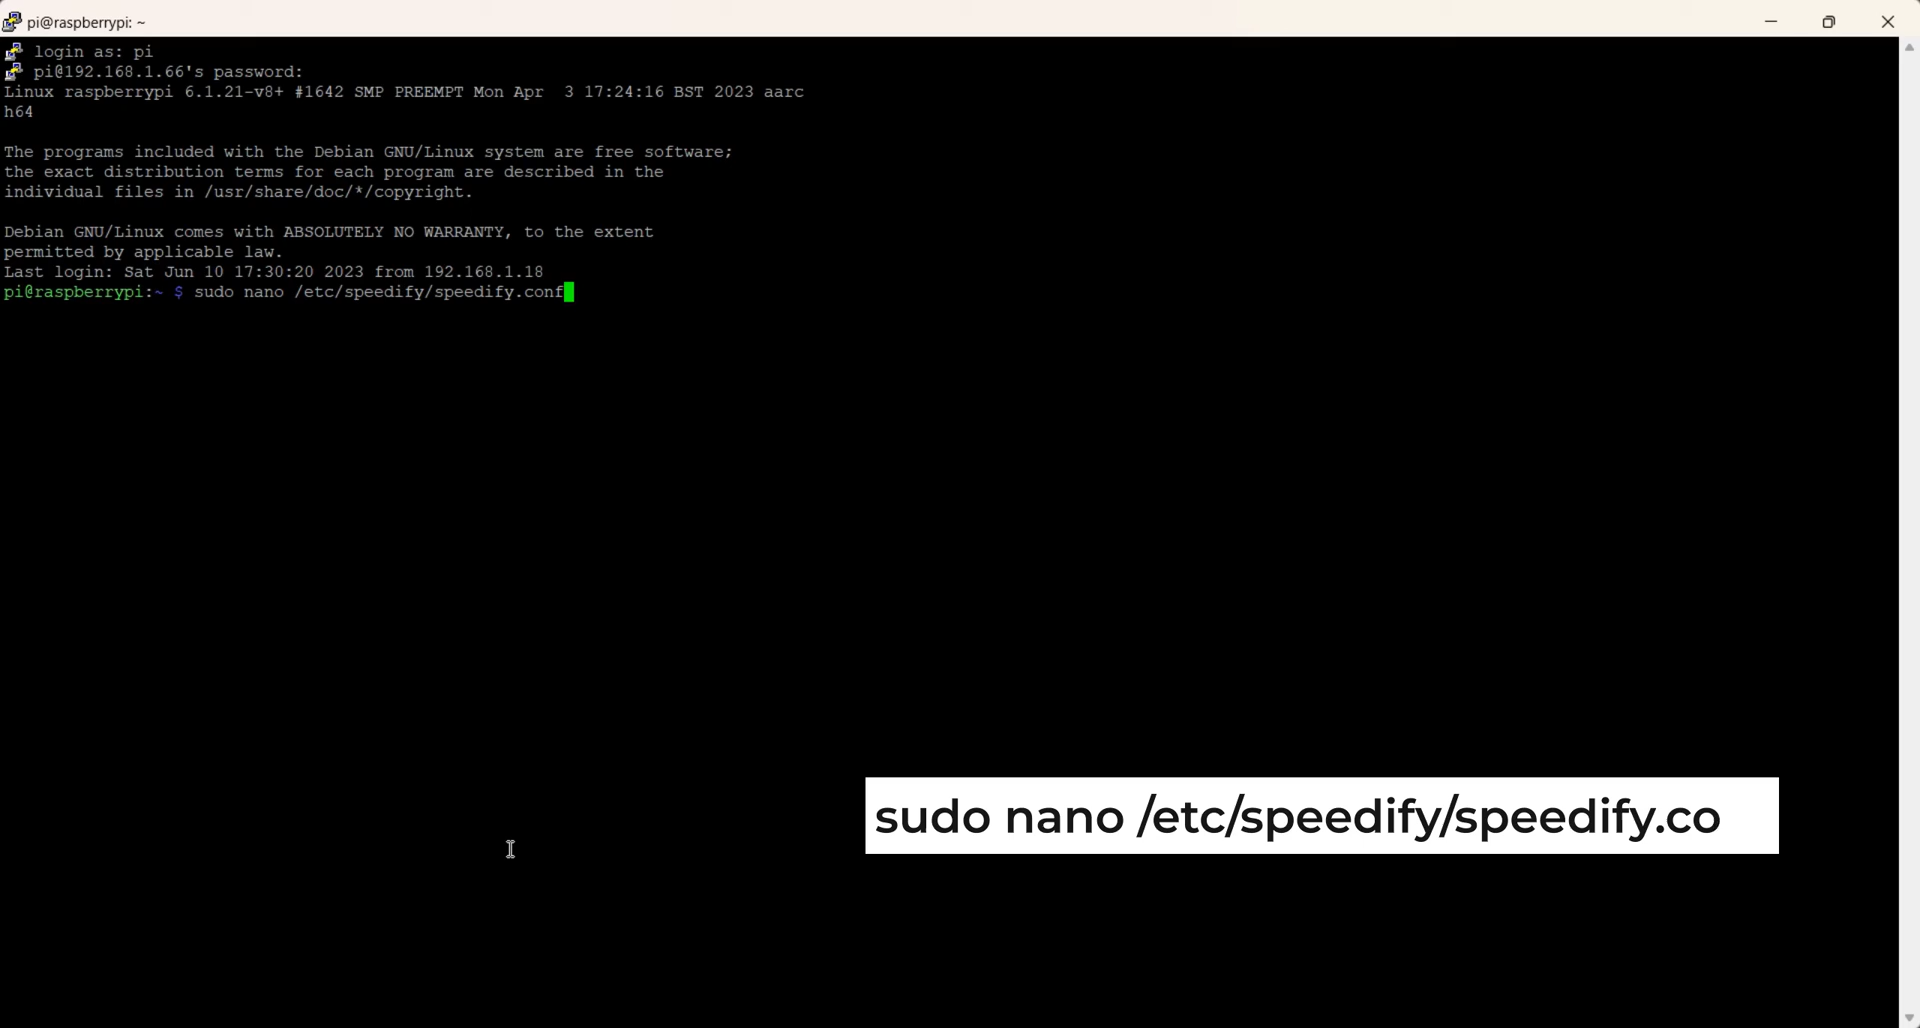 pi@raspberrypi: ~
login as: pi
pi@192.168.1.66's password:
Linux raspberrypi 6.1.21-v8+ #1642 SMP PREEMPT Mon Apr  3 17:24:16 BST 2023 aarc
h64
The programs included with the Debian GNU/Linux system are free software;
the exact distribution terms for each program are described in the
individual files in /usr/share/doc/*/copyright.
Debian GNU/Linux comes with ABSOLUTELY NO WARRANTY, to the extent
permitted by applicable law.
Last login: Sat Jun 10 17:30:20 2023 from 192.168.1.18
pi@raspberrypi:~ $ sudo nano /etc/speedify/speedify.conf
sudo nano /etc/speedify/speedify.co